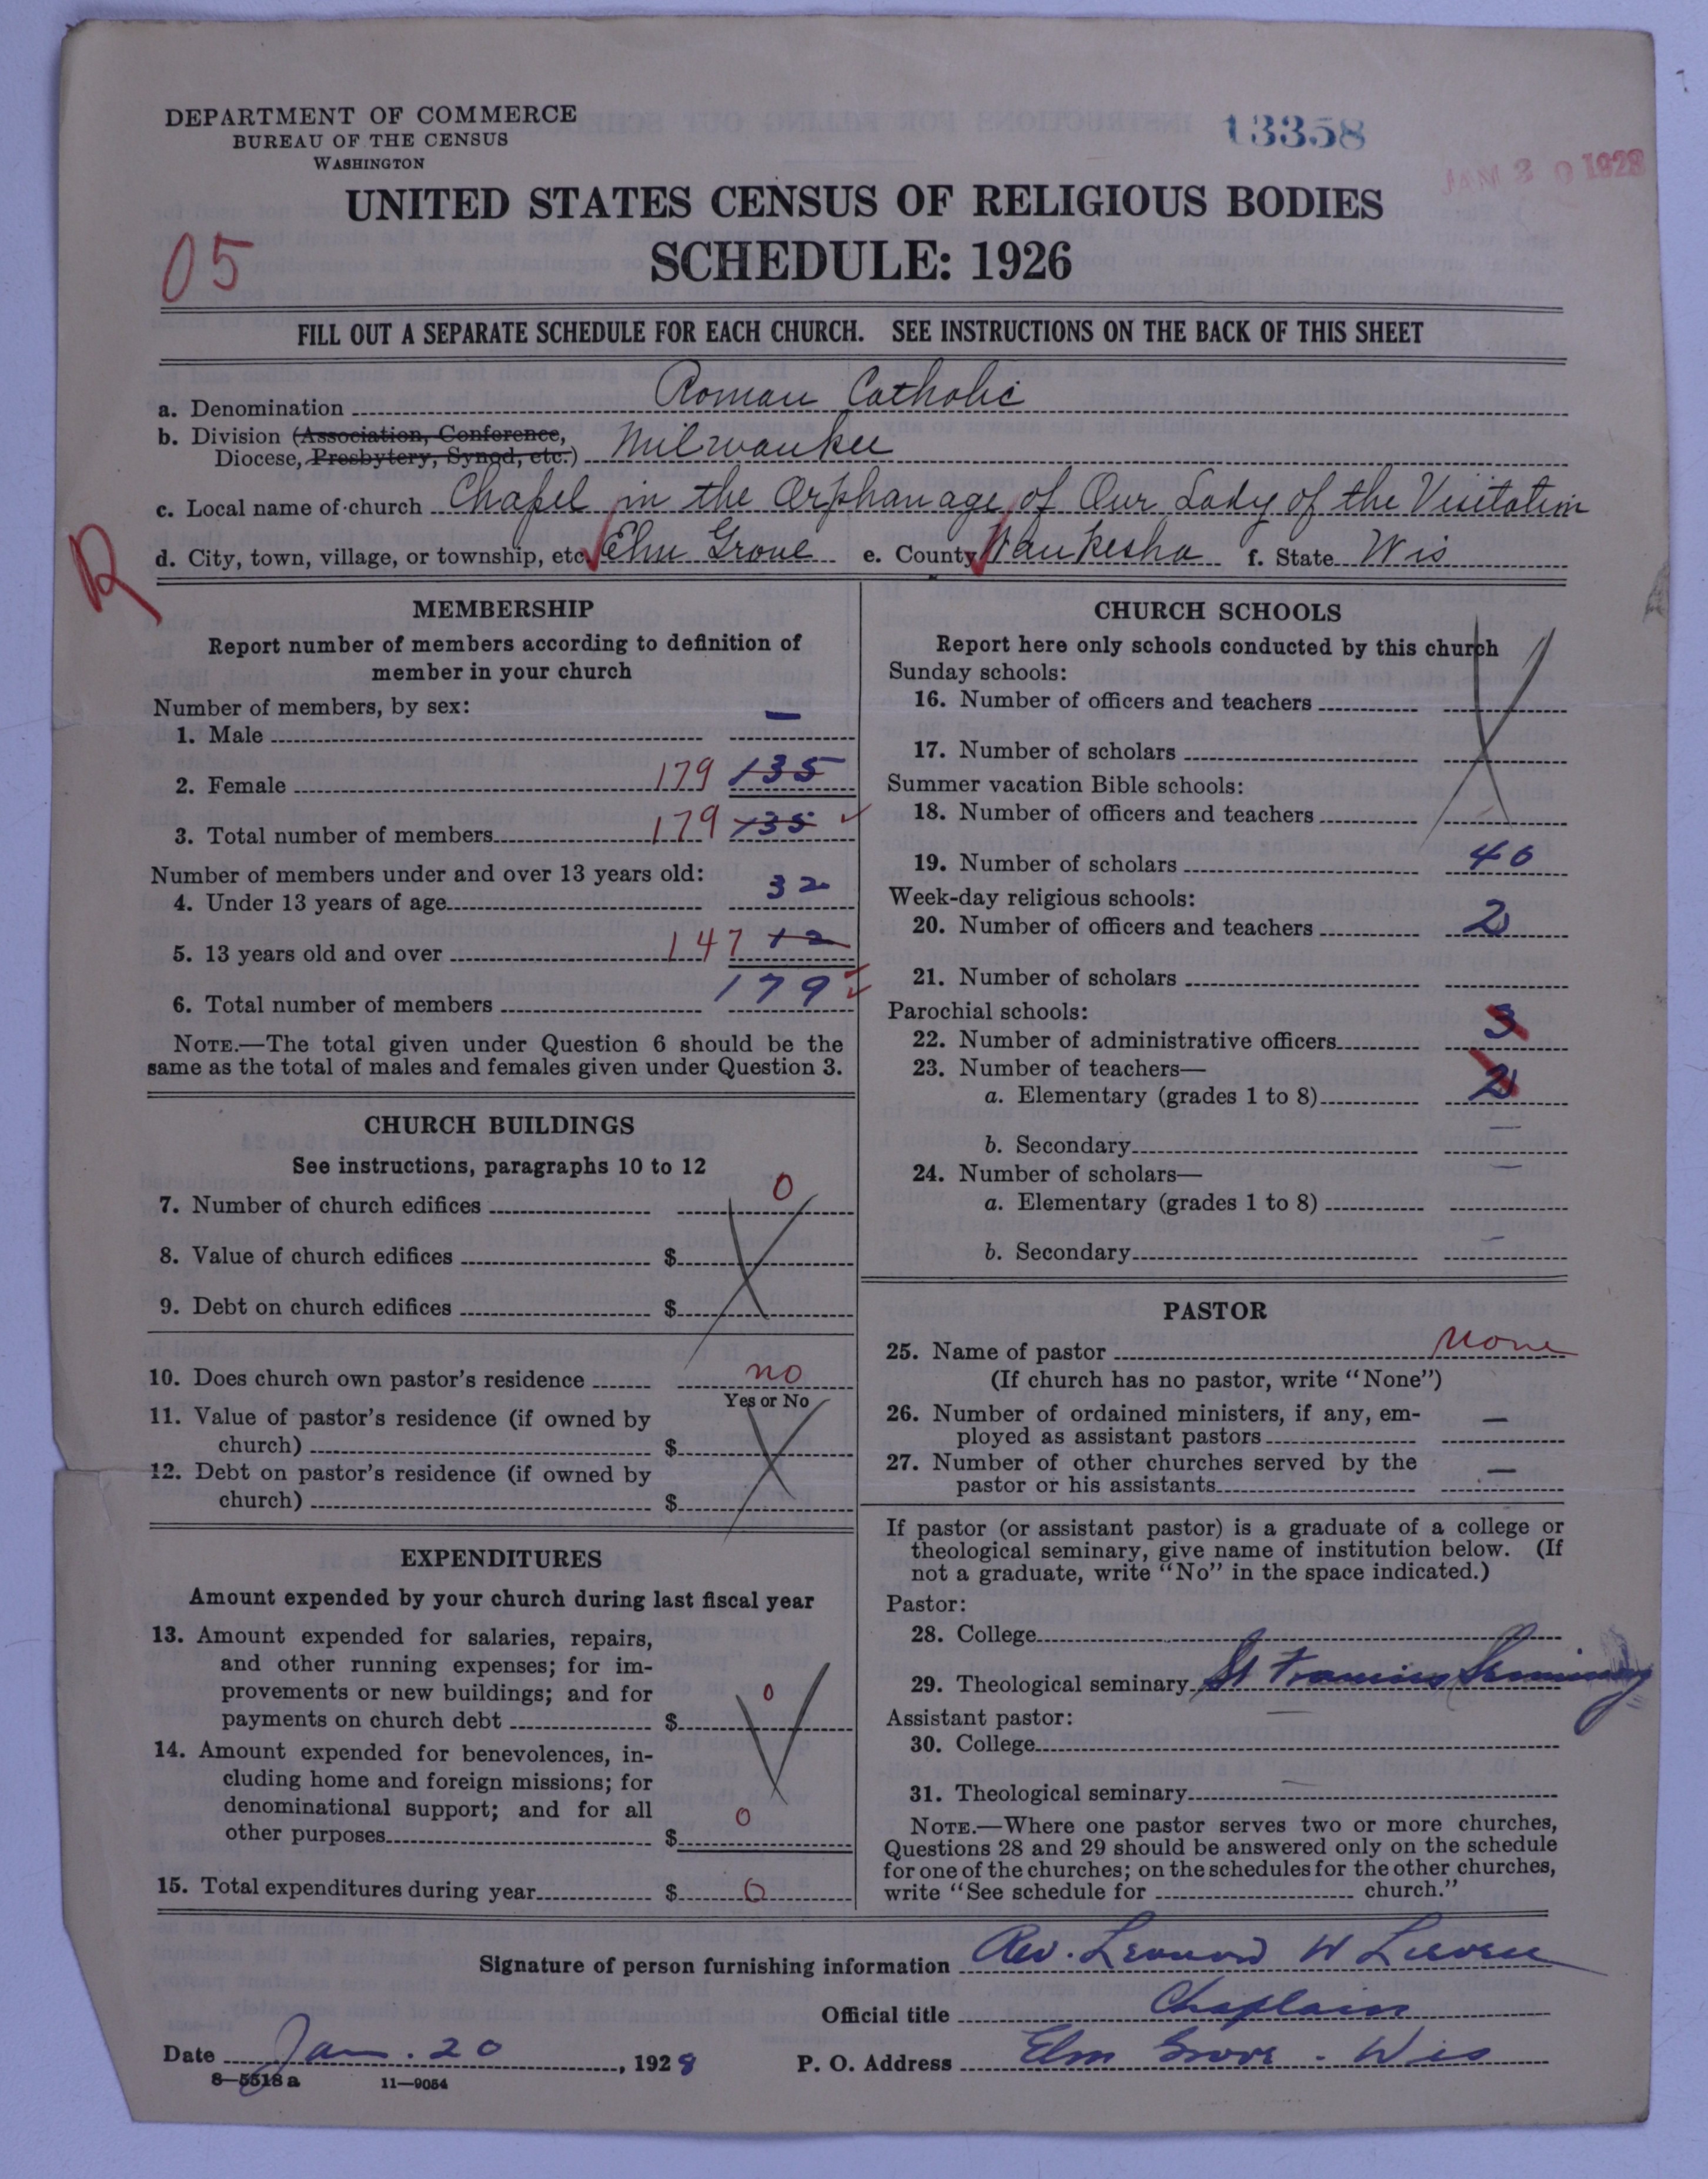 DEPARTMENT OF COMMERCE
BUREAU OF THE CENSUS
WASHINGTON
13358
JAN 30 1928
UNITED STATES CENSUS OF RELIGIOUS BODIES
SCHEDULE: 1926
05
FILL OUT A SEPARATE SCHEDULE FOR EACH CHURCH. SEE INSTRUCTIONS ON THE BACK OF THIS SHEET
a. Denomination Roman Catholic
b. Division (Association, Conference,
Diocese, Presbytery, Synod, etc.) Milwaukee
c. Local name of church Chapel in the Orphanage of Our Lady of the Visitation
R
d. City, town, village, or township, etc. Elm Grove e. County Waukesha f. State Wis
MEMBERSHIP
Report number of members according to definition of
member in your church
Number of members, by sex:
1. Male —
2. Female 179 135
3. Total number of members 179 135
Number of members under and over 13 years old:
4. Under 13 years of age 32
5. 13 years old and over 147 12
6. Total number of members 179
NOTE.—The total given under Question 6 should be the
same as the total of males and females given under Question 3.
CHURCH BUILDINGS
See instructions, paragraphs 10 to 12
7. Number of church edifices 0
8. Value of church edifices $
9. Debt on church edifices $
10. Does church own pastor's residence no
Yes or No
11. Value of pastor's residence (if owned by
church) $
12. Debt on pastor's residence (if owned by
church) $
EXPENDITURES
Amount expended by your church during last fiscal year
13. Amount expended for salaries, repairs,
and other running expenses; for im-
provements or new buildings; and for
payments on church debt $ 0
14. Amount expended for benevolences, in-
cluding home and foreign missions; for
denominational support; and for all
other purposes $ 0
15. Total expenditures during year $ 0
CHURCH SCHOOLS
Report here only schools conducted by this church
Sunday schools:
16. Number of officers and teachers
17. Number of scholars
Summer vacation Bible schools:
18. Number of officers and teachers
19. Number of scholars 40
Week-day religious schools:
20. Number of officers and teachers 2
21. Number of scholars
Parochial schools:
22. Number of administrative officers 3
23. Number of teachers—
a. Elementary (grades 1 to 8) 2
b. Secondary —
24. Number of scholars—
a. Elementary (grades 1 to 8) —
b. Secondary —
PASTOR
25. Name of pastor None
(If church has no pastor, write "None")
26. Number of ordained ministers, if any, em-
ployed as assistant pastors —
27. Number of other churches served by the
pastor or his assistants —
If pastor (or assistant pastor) is a graduate of a college or
theological seminary, give name of institution below. (If
not a graduate, write "No" in the space indicated.)
Pastor:
28. College
29. Theological seminary St Francis Seminary
Assistant pastor:
30. College —
31. Theological seminary —
NOTE.—Where one pastor serves two or more churches,
Questions 28 and 29 should be answered only on the schedule
for one of the churches; on the schedules for the other churches,
write "See schedule for church."
Signature of person furnishing information Rev. Leonard W
Official title Chaplain
Date Jan. 20, 1928 P. O. Address Elm Grove - Wis
8-5518a 11-9054